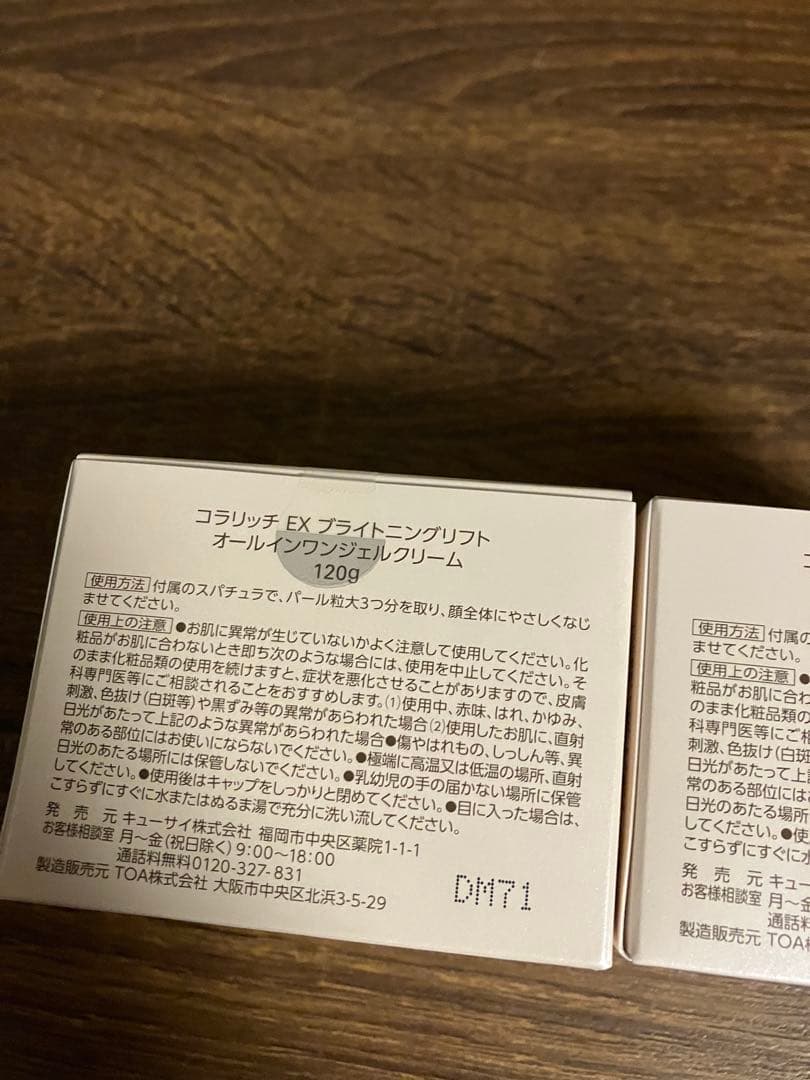 コラリッチ EX ブライトニングリフト
オールインワンジェルクリーム
120g
使用方法 付属のスパチュラで、パール粒大3つ分を取り、顔全体にやさしくなじ
ませてください。
使用上の注意 ●お肌に異常が生じていないかよく注意して使用してください。化
粧品がお肌に合わないとき即ち次のような場合には、使用を中止してください。そ
のまま化粧品類の使用を続けますと、症状を悪化させることがありますので、皮膚
科専門医等にご相談されることをおすすめします。(1)使用中、赤味、はれ、かゆみ、
刺激、色抜け(白斑等)や黒ずみ等の異常があらわれた場合(2)使用したお肌に、直射
日光があたって上記のような異常があらわれた場合●傷やはれもの、しっしん等、異
常のある部位にはお使いにならないでください。●極端に高温又は低温の場所、直射
日光のあたる場所には保管しないでください。●乳幼児の手の届かない場所に保管
してください。●使用後はキャップをしっかりと閉めてください。●目に入った場合は、
こすらずにすぐに水またはぬるま湯で充分に洗い流してください。
発 売 元 キューサイ株式会社 福岡市中央区薬院1-1-1
お客様相談室 月～金(祝日除く) 9:00～18:00
通話料無料0120-327-831
製造販売元 TOA株式会社 大阪市中央区北浜3-5-29
DM71
コ
使用方法 付属の
ませてください。
使用上の注意 ●
粧品がお肌に合わ
のまま化粧品類の
科専門医等にご相
刺激、色抜け(白斑
日光があたって上記
常のある部位には
日光のあたる場所
してください。●使
こすらずにすぐに水
発 売 元 キュー
お客様相談室 月～金
通話料
製造販売元 TOA